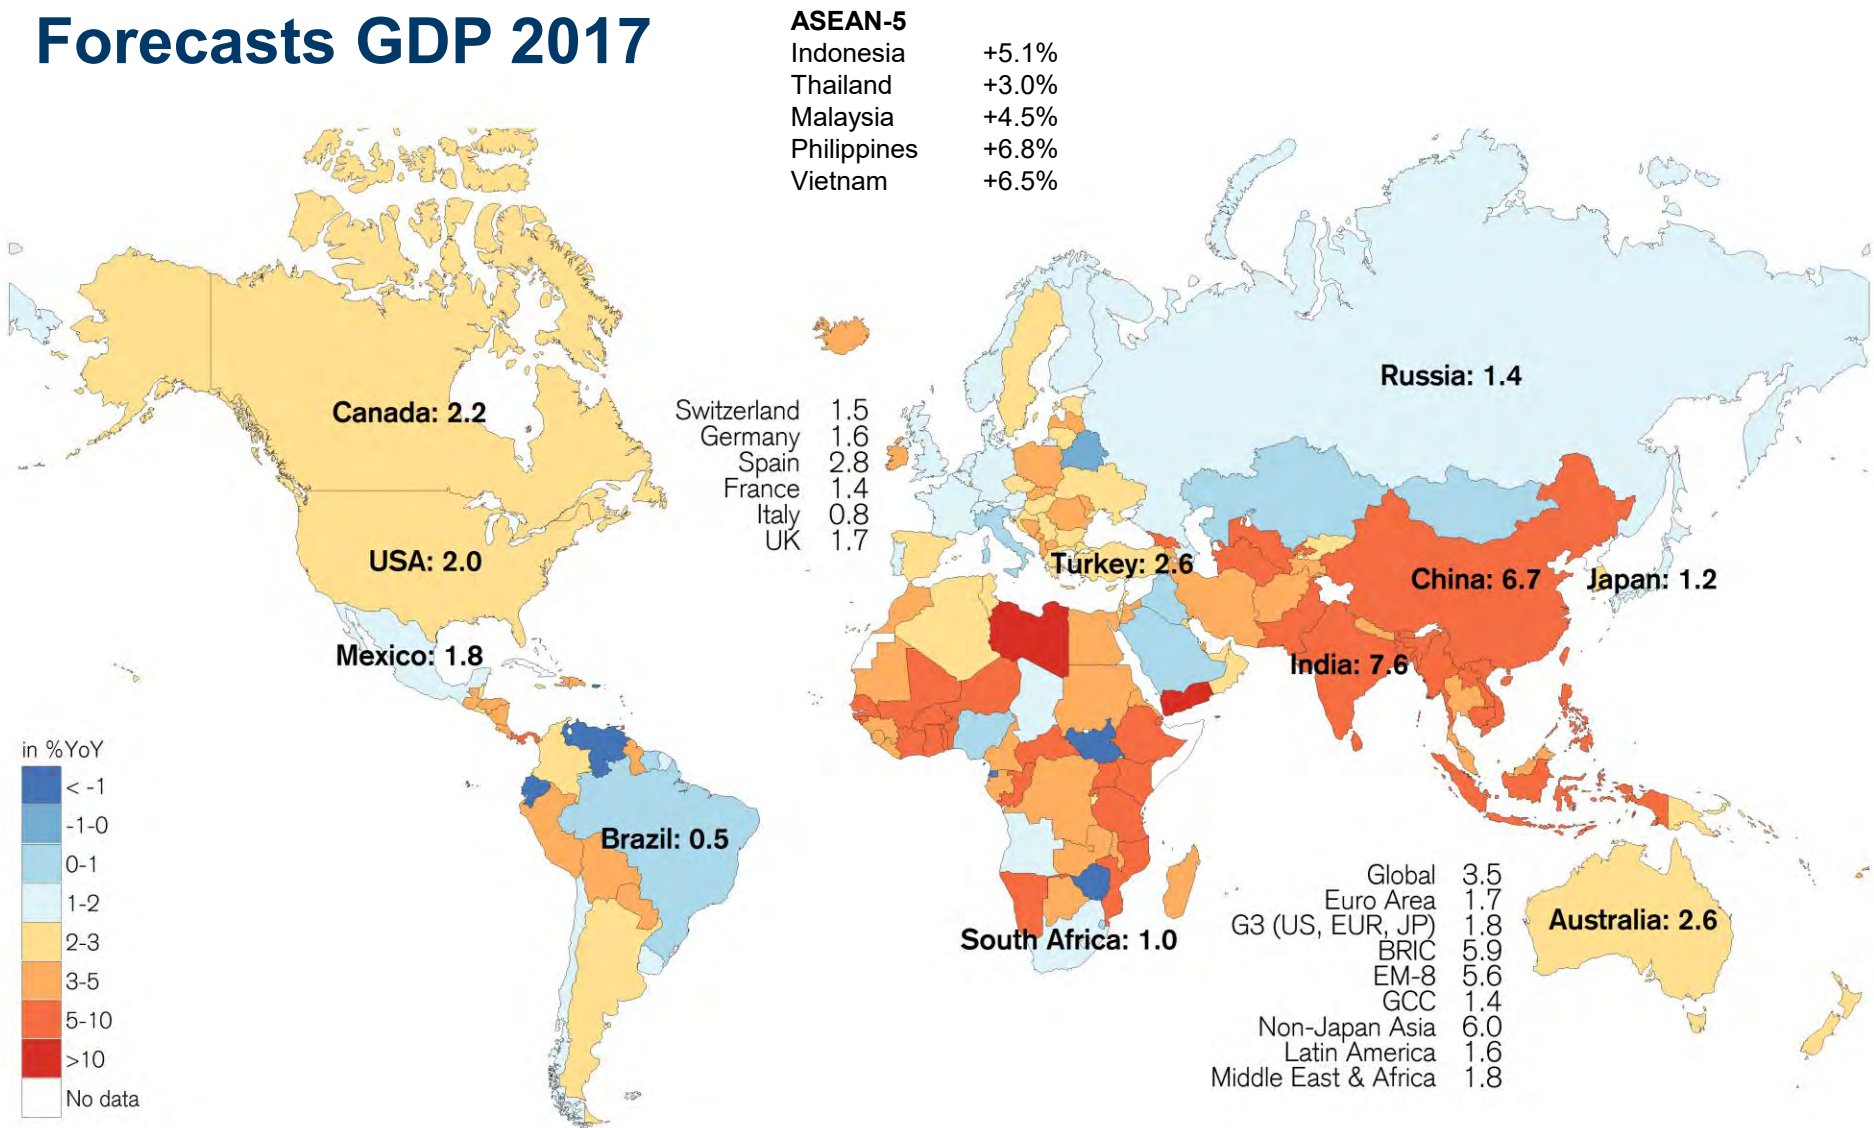 Forecasts GDP 2017
ASEAN-5
Indonesia +5.1%
Thailand +3.0%
Malaysia +4.5%
Philippines +6.8%
Vietnam +6.5%
Canada: 2.2
USA: 2.0
Mexico: 1.8
Brazil: 0.5
Switzerland 1.5
Germany 1.6
Spain 2.8
France 1.4
Italy 0.8
UK 1.7
Russia: 1.4
Turkey: 2.6
China: 6.7
Japan: 1.2
India: 7.6
South Africa: 1.0
Australia: 2.6
in %YoY
< -1
-1-0
0-1
1-2
2-3
3-5
5-10
>10
No data
Global 3.5
Euro Area 1.7
G3 (US, EUR, JP) 1.8
BRIC 5.9
EM-8 5.6
GCC 1.4
Non-Japan Asia 6.0
Latin America 1.6
Middle East & Africa 1.8